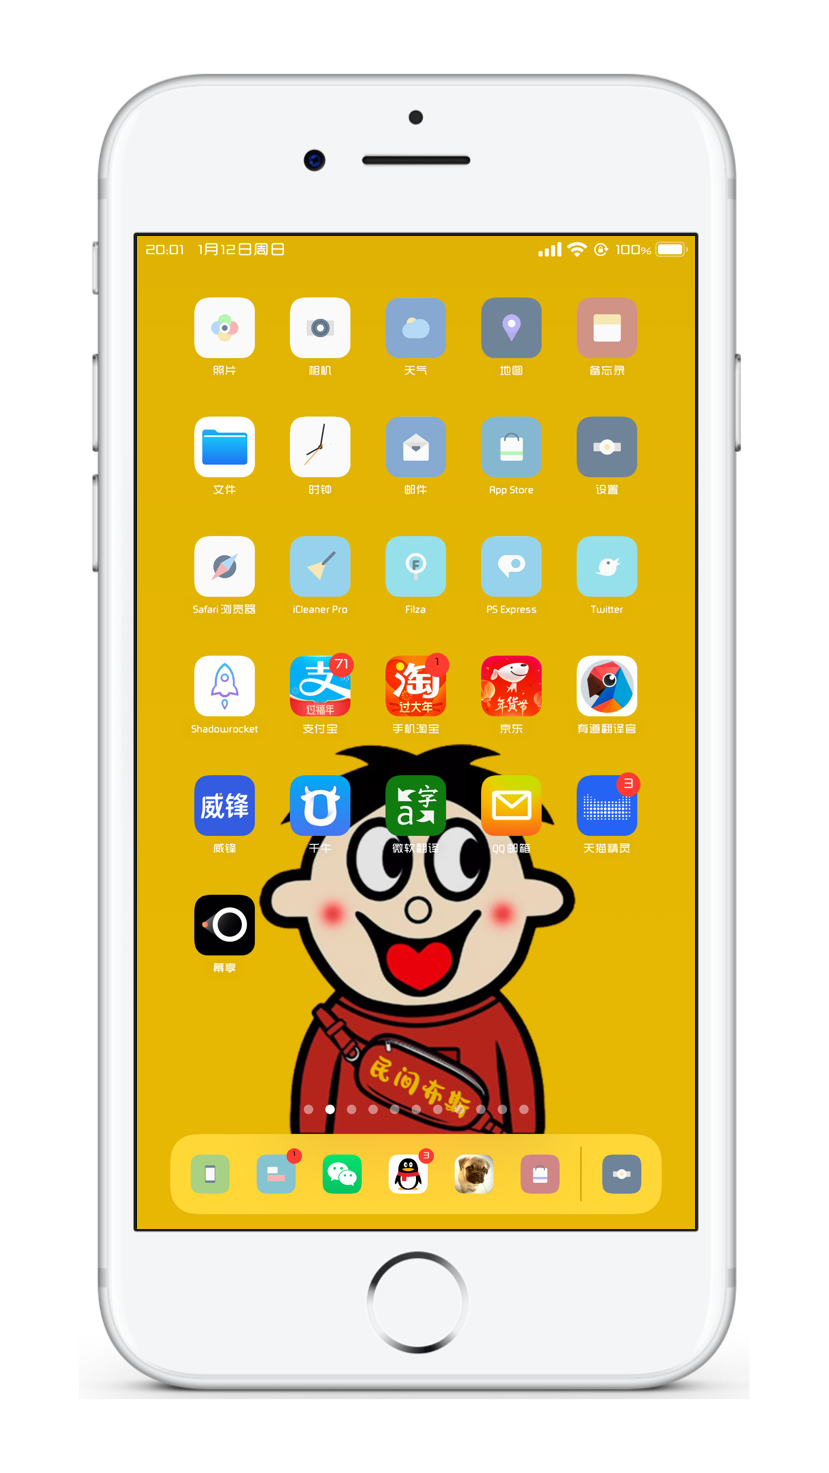 20:01 1月12日周日 100%
照片 相机 天气 地图 备忘录
文件 时钟 邮件 App Store 设置
F
Safari 浏览器 iCleaner Pro Filza PS Express Twitter
71 1
支 淘
过福年 过大年 年货节
Shadowrocket 支付宝 手机淘宝 京东 有道翻译官
3
威锋 字 a
威锋 千牛 微软翻译 QQ邮箱 天猫精灵
幕享
民间布斯
1 3